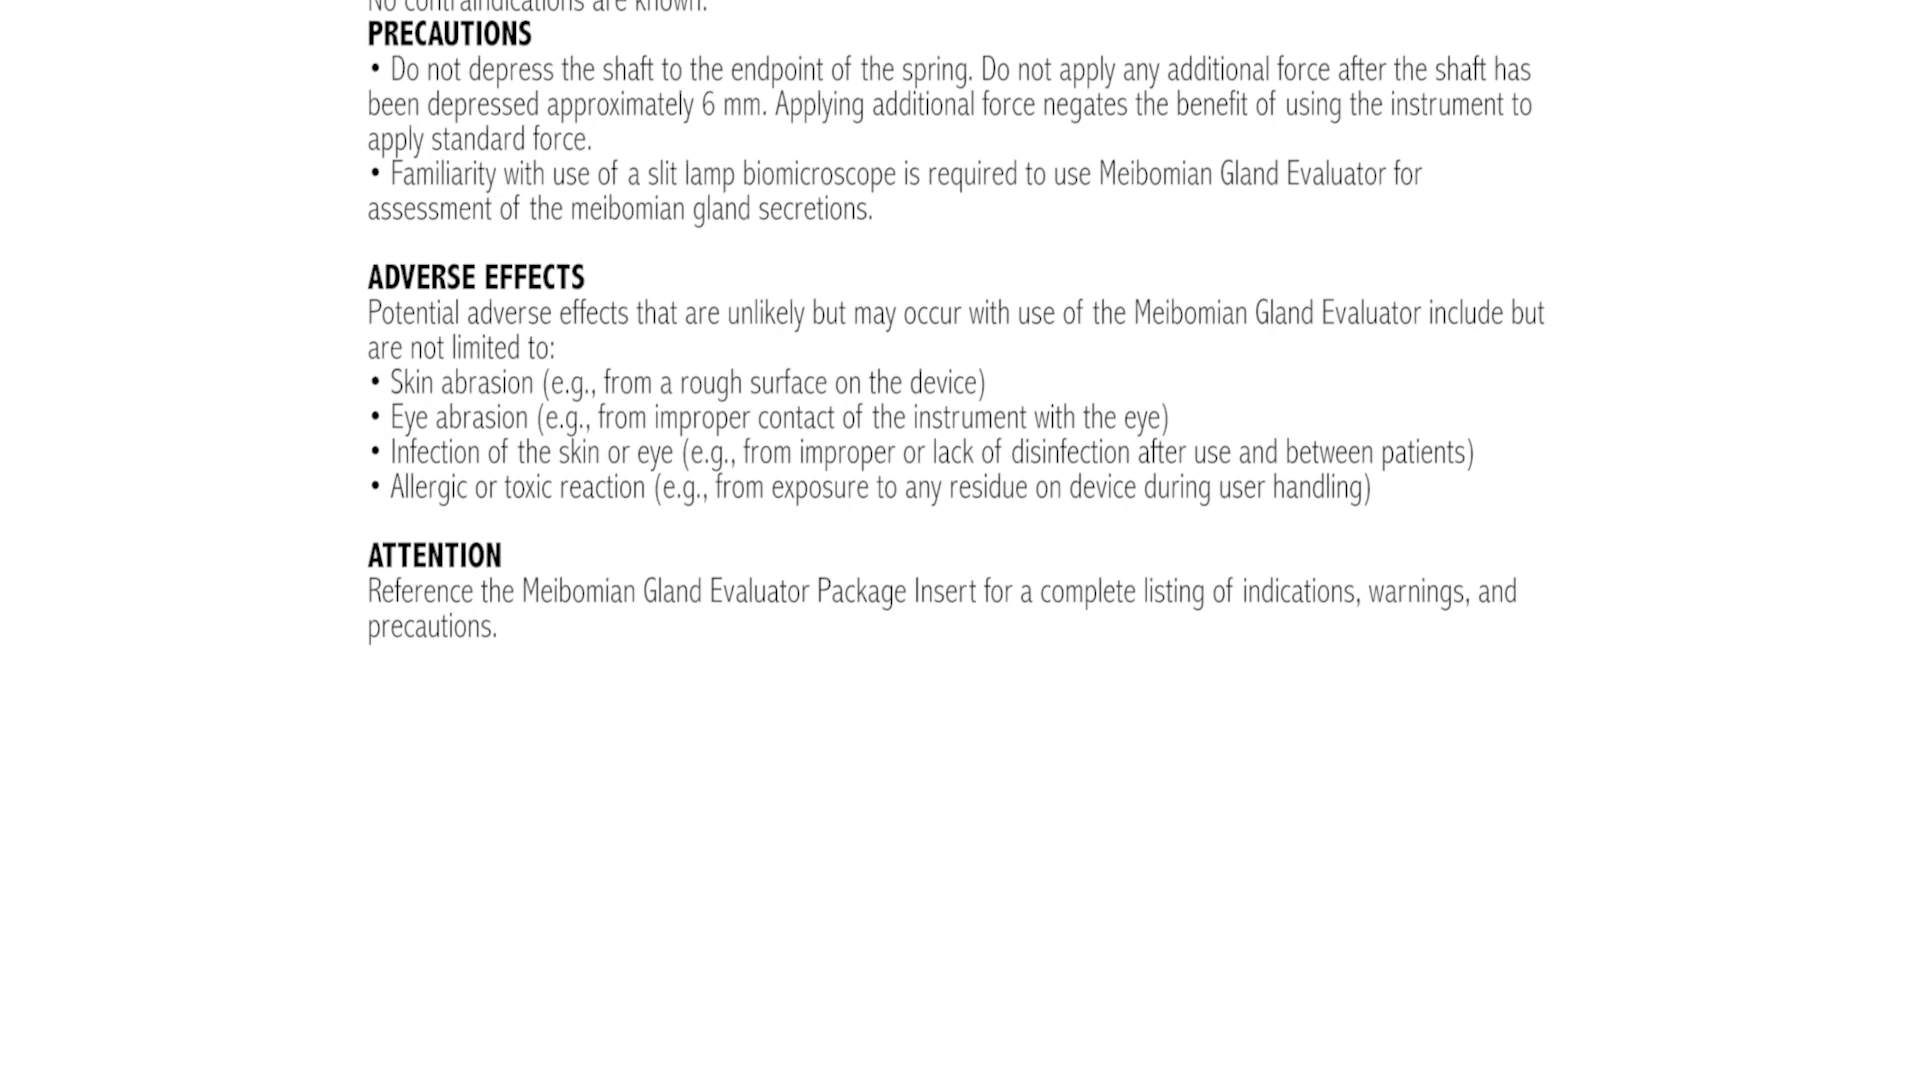 No contraindications are known.
PRECAUTIONS
• Do not depress the shaft to the endpoint of the spring. Do not apply any additional force after the shaft has
been depressed approximately 6 mm. Applying additional force negates the benefit of using the instrument to
apply standard force.
• Familiarity with use of a slit lamp biomicroscope is required to use Meibomian Gland Evaluator for
assessment of the meibomian gland secretions.
ADVERSE EFFECTS
Potential adverse effects that are unlikely but may occur with use of the Meibomian Gland Evaluator include but
are not limited to:
• Skin abrasion (e.g., from a rough surface on the device)
• Eye abrasion (e.g., from improper contact of the instrument with the eye)
• Infection of the skin or eye (e.g., from improper or lack of disinfection after use and between patients)
• Allergic or toxic reaction (e.g., from exposure to any residue on device during user handling)
ATTENTION
Reference the Meibomian Gland Evaluator Package Insert for a complete listing of indications, warnings, and
precautions.